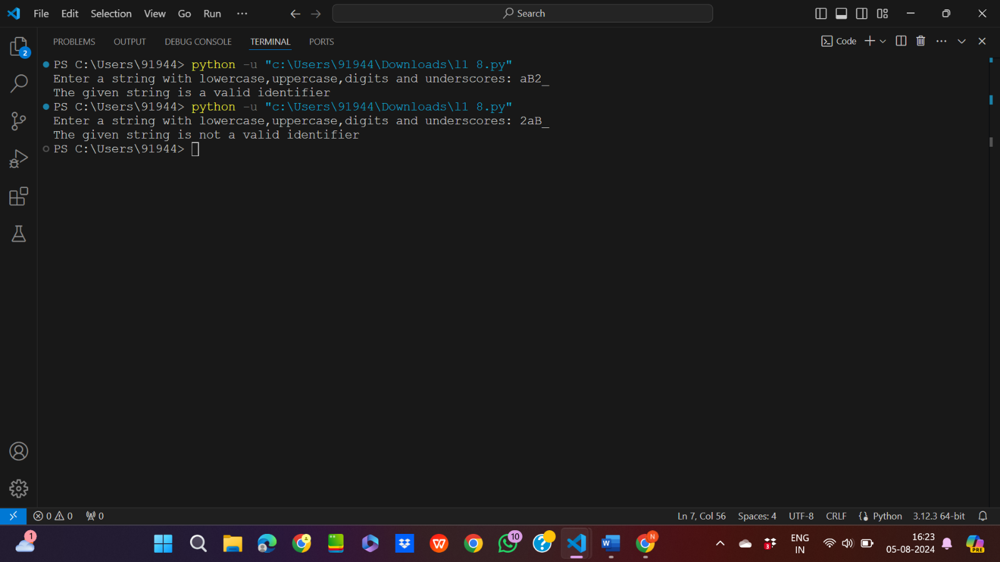 File Edit Selection View Go Run ··· Search
PROBLEMS OUTPUT DEBUG CONSOLE TERMINAL PORTS Code
2
PS C:\Users\91944> python -u "c:\Users\91944\Downloads\l1 8.py"
Enter a string with lowercase,uppercase,digits and underscores: aB2_
The given string is a valid identifier
PS C:\Users\91944> python -u "c:\Users\91944\Downloads\l1 8.py"
Enter a string with lowercase,uppercase,digits and underscores: 2aB_
The given string is not a valid identifier
PS C:\Users\91944>
0 0 0 Ln 7, Col 56 Spaces: 4 UTF-8 CRLF Python 3.12.3 64-bit
1 W 10 ? W N 3 ENG 16:23
IN 05-08-2024 PRE